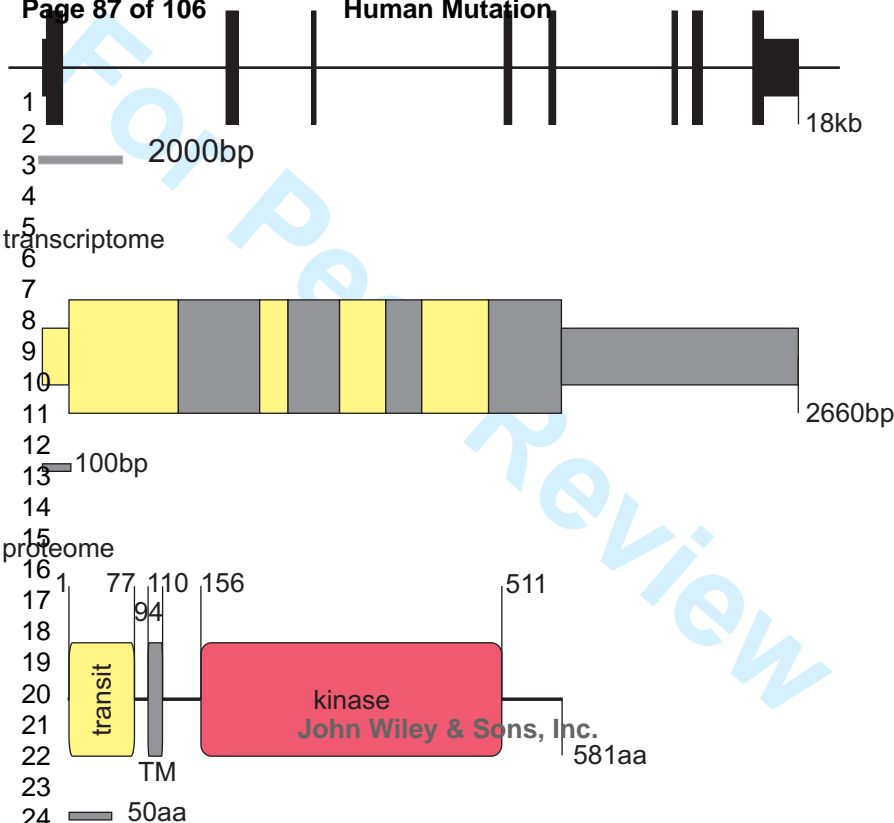 Page 87 of 106
Human Mutation
1
18kb
2
2000bp
3
4
5
transcriptome
6
7
8
9
10
11
2660bp
12
100bp
13
14
15
proteome
16
1 77 110 156 511
17
94
18
19
transit
20
kinase
21
John Wiley & Sons, Inc.
22
581aa
TM
23
50aa
24
For Peer Review